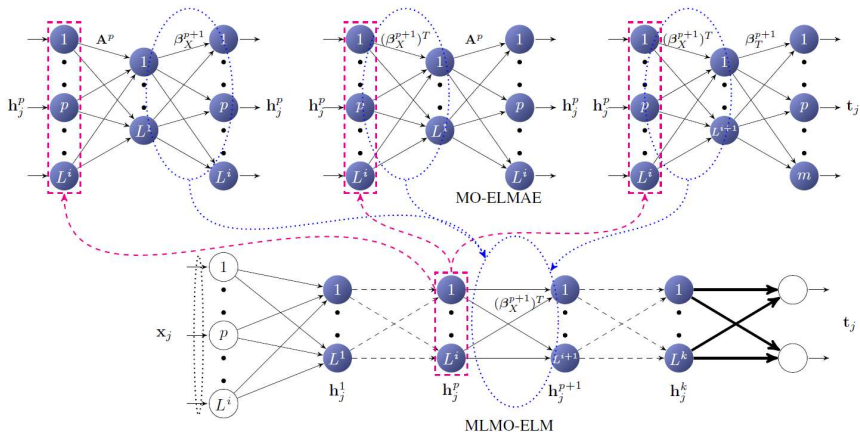 1 A^p β_X^{p+1} 1
1
h_j^p p p h_j^p
L^1
L^i L^i
1 (β_X^{p+1})^T A^p 1
1
h_j^p p p h_j^p
L^i L^i
1 (β_X^{p+1})^T β_T^{p+1} 1
1
h_j^p p p t_j
L^{i+1}
L^i m
MO-ELMAE
1
1 1 (β_X^{p+1})^T 1 1
x_j p t_j
L^1 L^i L^{i+1} L^k
L^i
h_j^1 h_j^p h_j^{p+1} h_j^k
MLMO-ELM